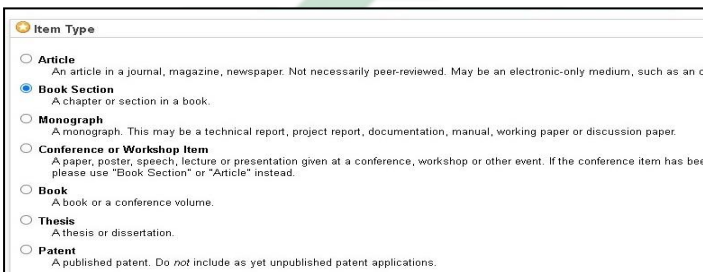 Item Type
Article
An article in a journal, magazine, newspaper. Not necessarily peer-reviewed. May be an electronic-only medium, such as an
Book Section
A chapter or section in a book.
Monograph
A monograph. This may be a technical report, project report, documentation, manual, working paper or discussion paper.
Conference or Workshop Item
A paper, poster, speech, lecture or presentation given at a conference, workshop or other event. If the conference item has
please use "Book Section" or "Article" instead.
Book
A book or a conference volume.
Thesis
A thesis or dissertation.
Patent
A published patent. Do not include as yet unpublished patent applications.